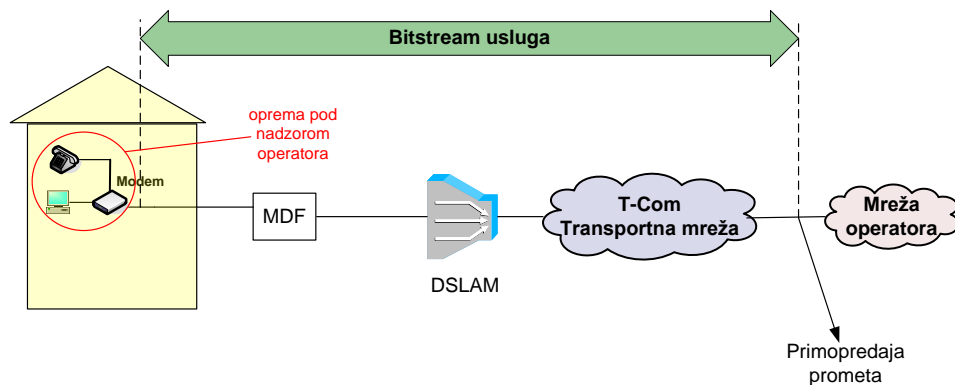 Bitstream usluga
oprema pod
nadzorom
operatora
Modem
MDF
DSLAM
T-Com
Transportna mreža
Mreža
operatora
Primopredaja
prometa